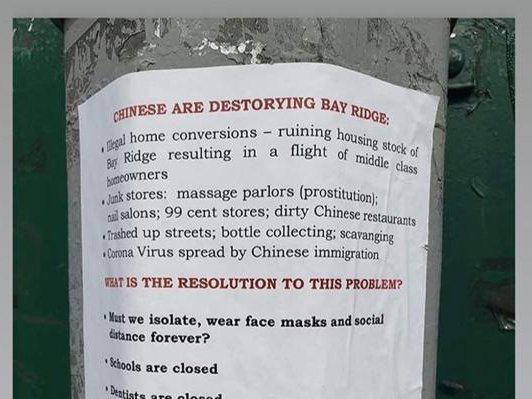 CHINESE ARE DESTORYING BAY RIDGE:
• Illegal home conversions – ruining housing stock of
Bay Ridge resulting in a flight of middle class
homeowners
• Junk stores: massage parlors (prostitution);
nail salons; 99 cent stores; dirty Chinese restaurants
• Trashed up streets; bottle collecting; scavanging
• Corona Virus spread by Chinese immigration
WHAT IS THE RESOLUTION TO THIS PROBLEM?
• Must we isolate, wear face masks and social
distance forever?
• Schools are closed
• Dentists are closed